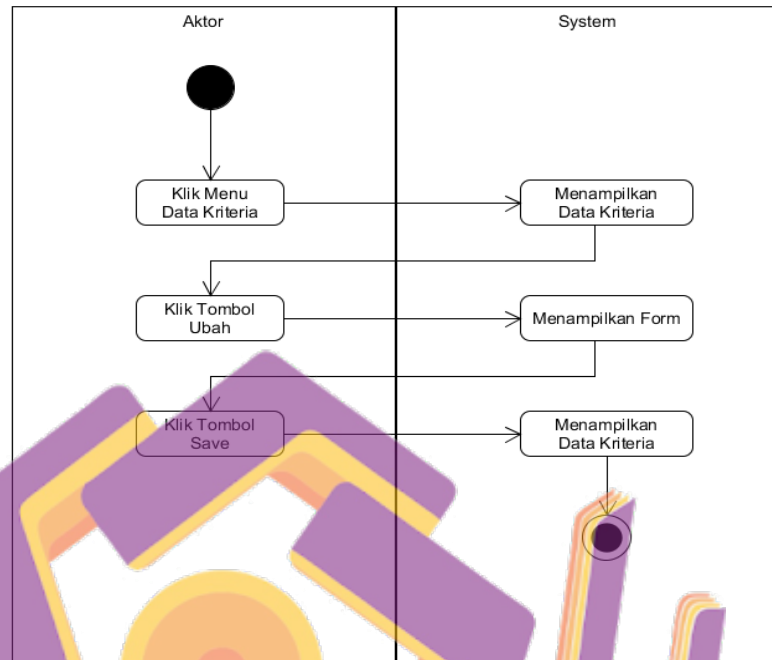 Aktor
System
Klik Menu
Data Kriteria
Menampilkan
Data Kriteria
Klik Tombol
Ubah
Menampilkan Form
Klik Tombol
Save
Menampilkan
Data Kriteria